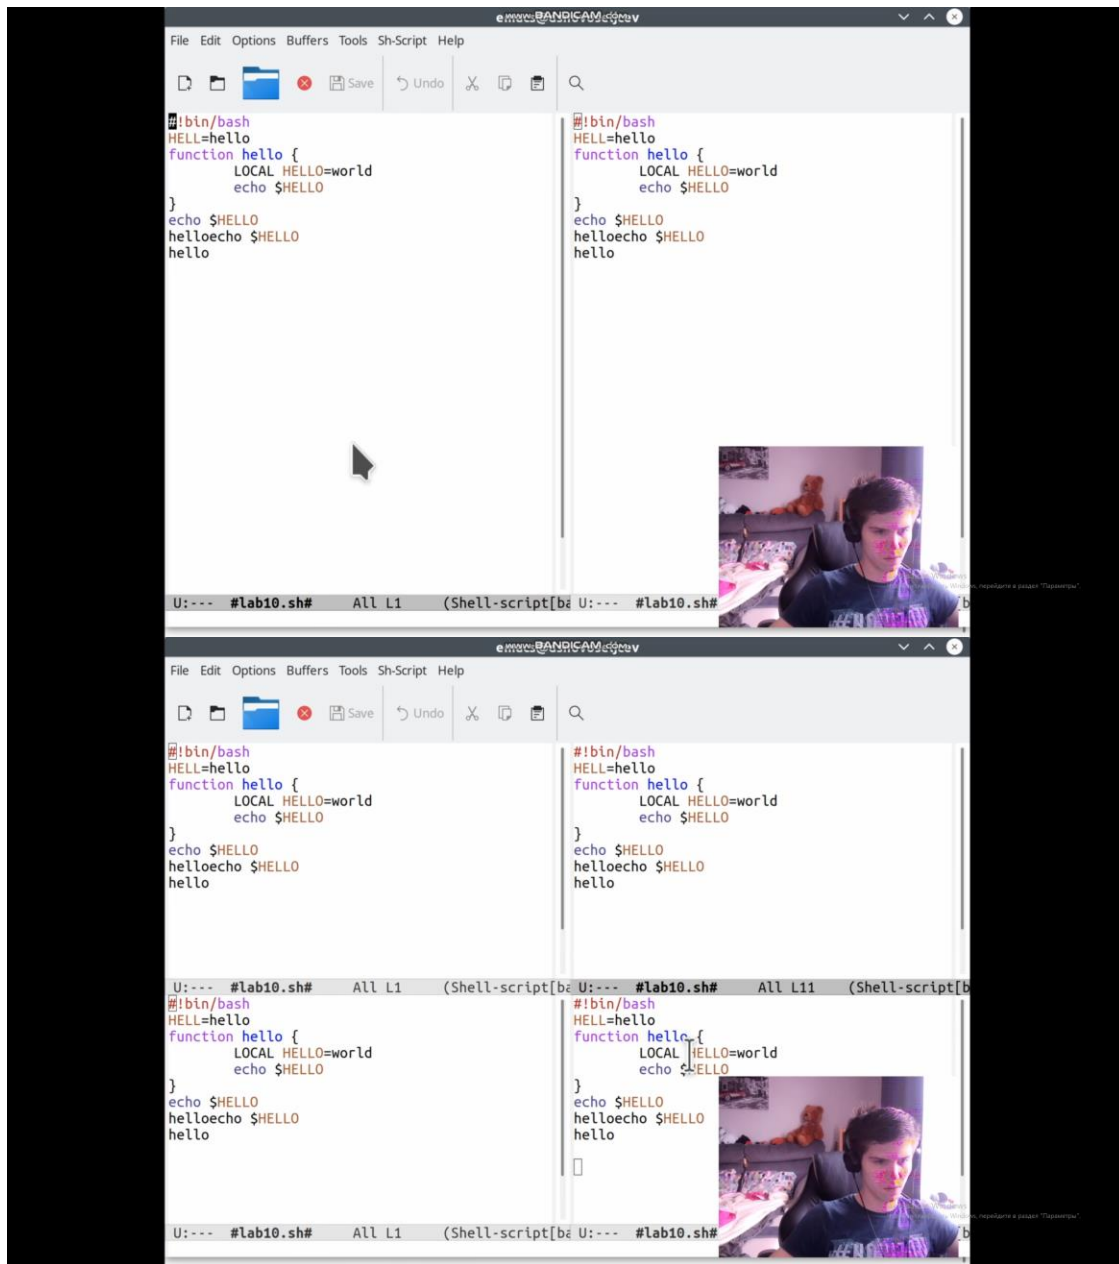 File Edit Options Buffers Tools Sh-Script Help
Save Undo
#!bin/bash
HELL=hello
function hello {
LOCAL HELLO=world
echo $HELLO
}
echo $HELLO
helloecho $HELLO
hello
U:--- #lab10.sh# All L1 (Shell-script[ba
#!bin/bash
HELL=hello
function hello {
LOCAL HELLO=world
echo $HELLO
}
echo $HELLO
helloecho $HELLO
hello
U:--- #lab10.sh#
перейдите в раздел "Параметры".
File Edit Options Buffers Tools Sh-Script Help
Save Undo
#!bin/bash
HELL=hello
function hello {
LOCAL HELLO=world
echo $HELLO
}
echo $HELLO
helloecho $HELLO
hello
U:--- #lab10.sh# All L1 (Shell-script[ba
#!bin/bash
HELL=hello
function hello {
LOCAL HELLO=world
echo $HELLO
}
echo $HELLO
helloecho $HELLO
hello
U:--- #lab10.sh# All L11 (Shell-script[b
#!bin/bash
HELL=hello
function hello {
LOCAL HELLO=world
echo $HELLO
}
echo $HELLO
helloecho $HELLO
hello
U:--- #lab10.sh# All L1 (Shell-script[ba
#!bin/bash
HELL=hello
function hello {
LOCAL HELLO=world
echo $HELLO
}
echo $HELLO
helloecho $HELLO
hello
U:--- #lab10.sh#
перейдите в раздел "Параметры".